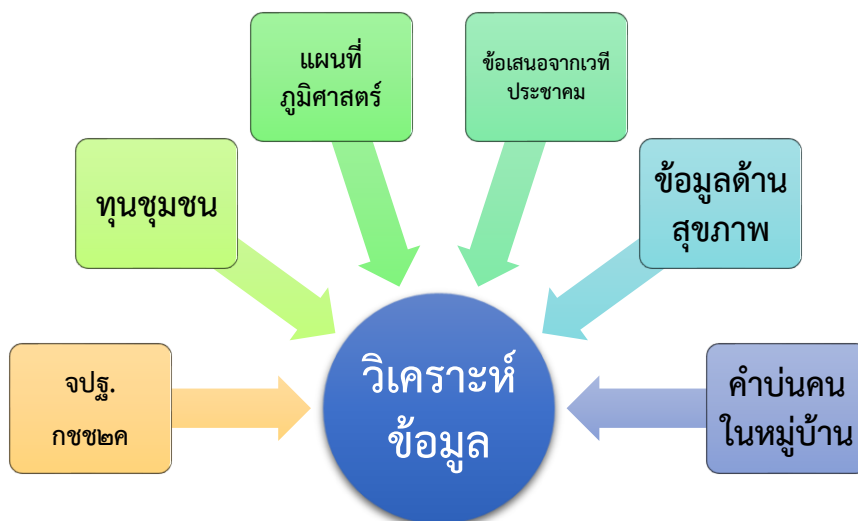 แผนที่
ภูมิศาสตร์
ข้อเสนอจากเวที
ประชาคม
ทุนชุมชน
ข้อมูลด้าน
สุขภาพ
จปฐ.
กชช๒ค
วิเคราะห์
ข้อมูล
คำบ่นคน
ในหมู่บ้าน